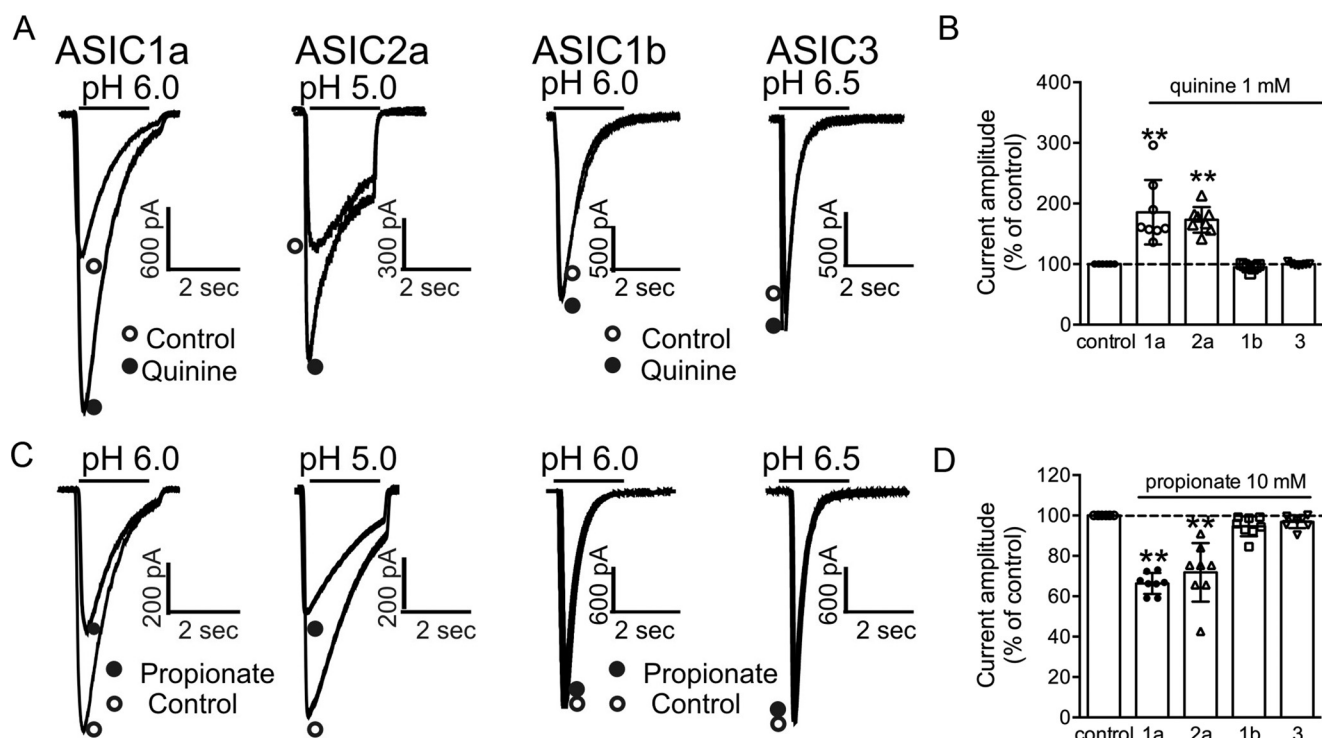 A
ASIC1a ASIC2a ASIC1b ASIC3
pH 6.0 pH 5.0 pH 6.0 pH 6.5
600 pA
2 sec
300 pA
2 sec
500 pA
2 sec
500 pA
2 sec
Control
Quinine
Control
Quinine
B
quinine 1 mM
Current amplitude
(% of control)
400
300
200
100
0
**
**
control 1a 2a 1b 3
C
pH 6.0 pH 5.0 pH 6.0 pH 6.5
200 pA
2 sec
200 pA
2 sec
600 pA
2 sec
600 pA
2 sec
Propionate
Control
Propionate
Control
D
propionate 10 mM
Current amplitude
(% of control)
120
100
80
60
40
20
0
**
**
control 1a 2a 1b 3